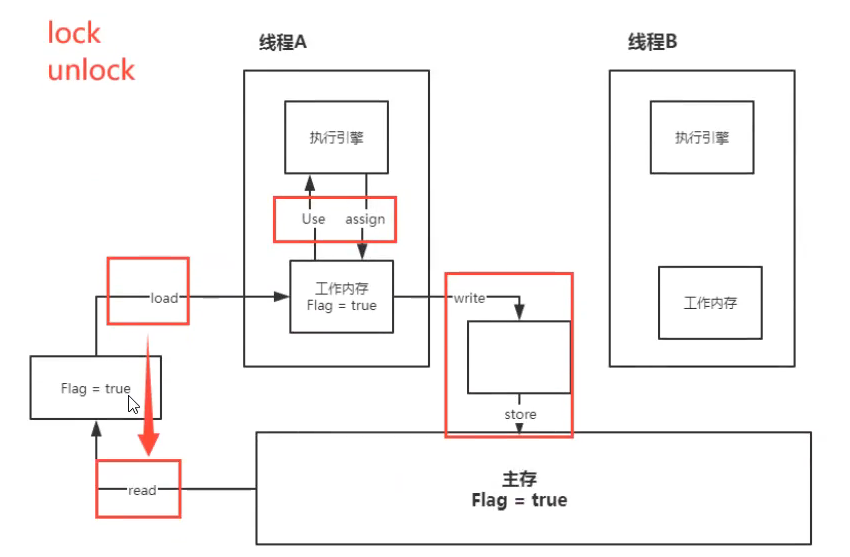 lock
unlock
线程A
线程B
执行引擎
执行引擎
Use
assign
工作内存
Flag = true
工作内存
load
write
Flag = true
store
read
主存
Flag = true